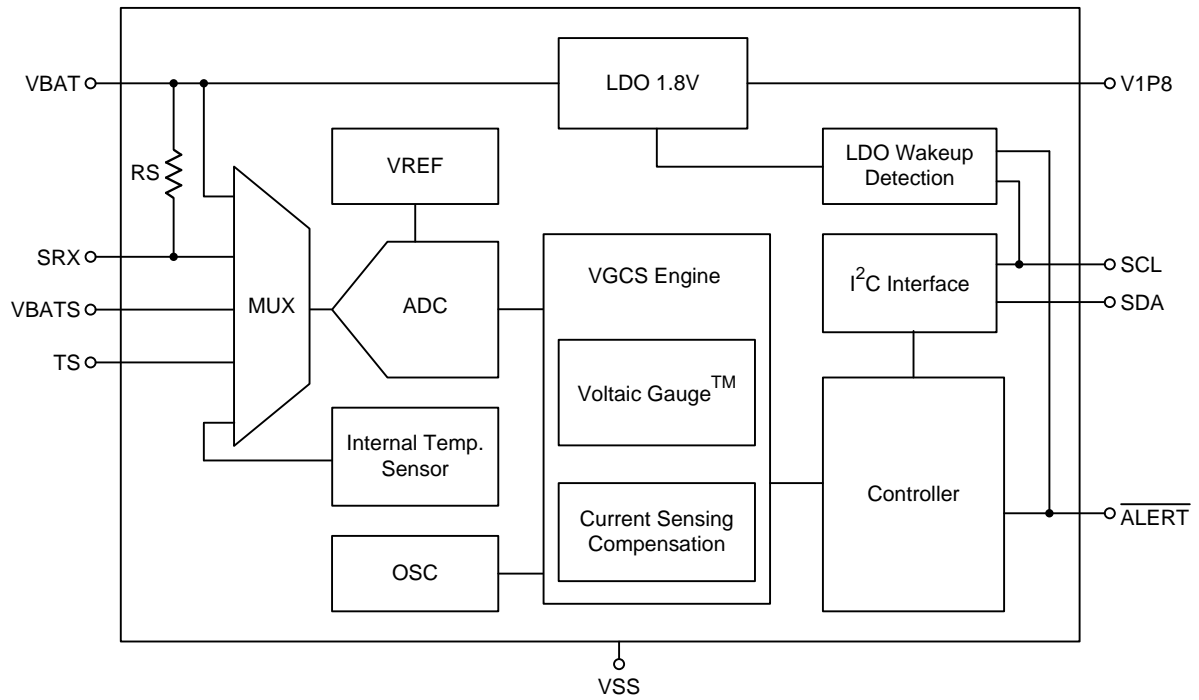 LDO 1.8V
VBAT
V1P8
LDO Wakeup
Detection
VREF
RS
SRX
SCL
VGCS Engine
I²C Interface
MUX
ADC
VBATS
SDA
TS
Voltaic Gauge™
Internal Temp.
Sensor
Controller
Current Sensing
Compensation
ALERT
OSC
VSS